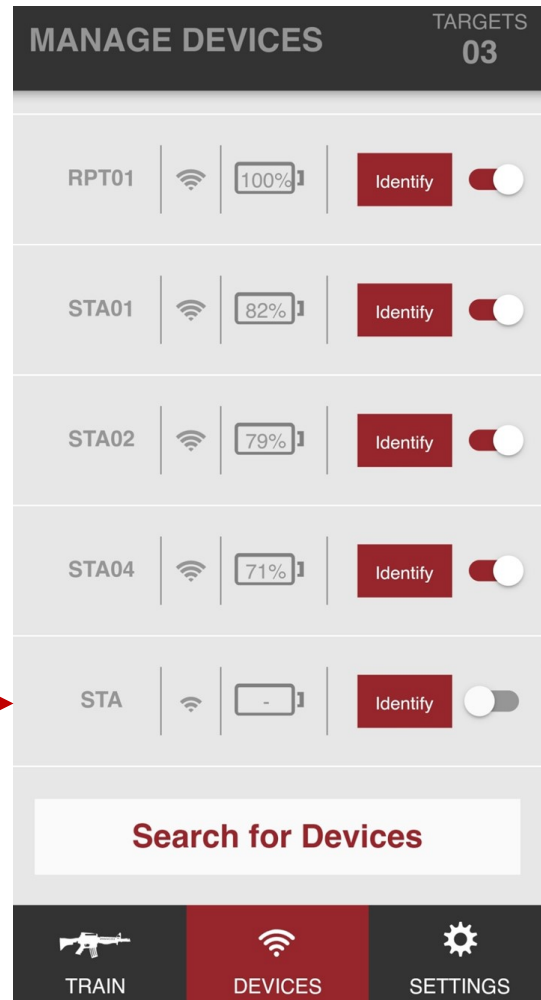 MANAGE DEVICES
TARGETS
03
RPT01 100% Identify
STA01 82% Identify
STA02 79% Identify
STA04 71% Identify
STA - Identify
Search for Devices
TRAIN DEVICES SETTINGS